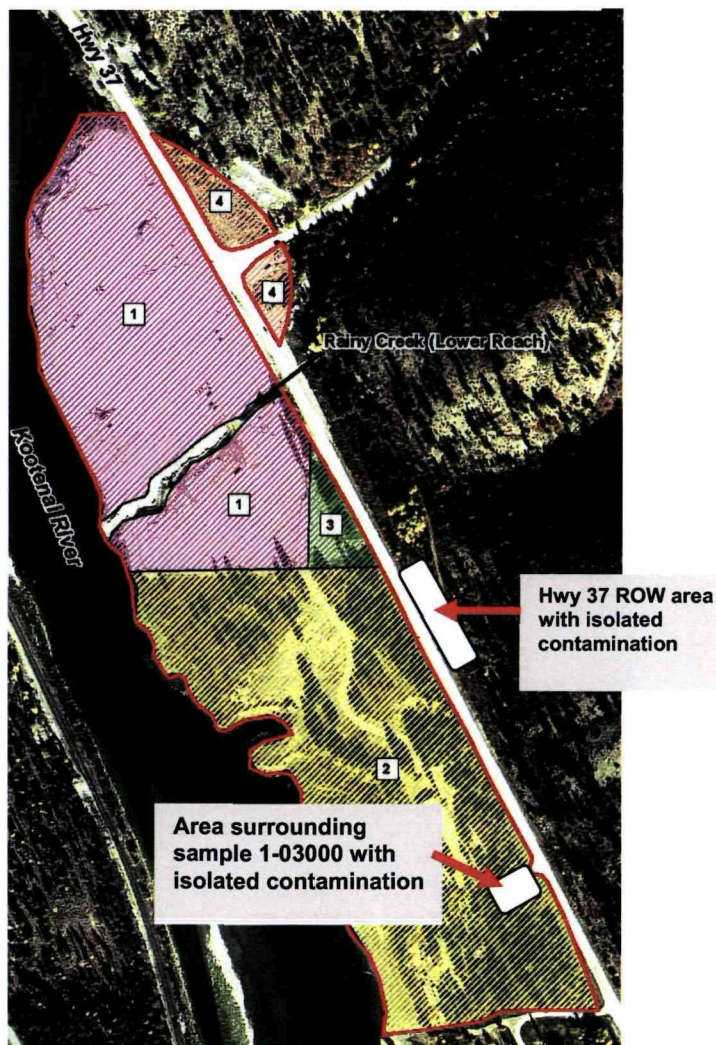 Hwy 37
4
4
1
Rainy Creek (Lower Reach)
Kootenai River
1
3
Hwy 37 ROW area
with isolated
contamination
2
Area surrounding
sample 1-03000 with
isolated contamination